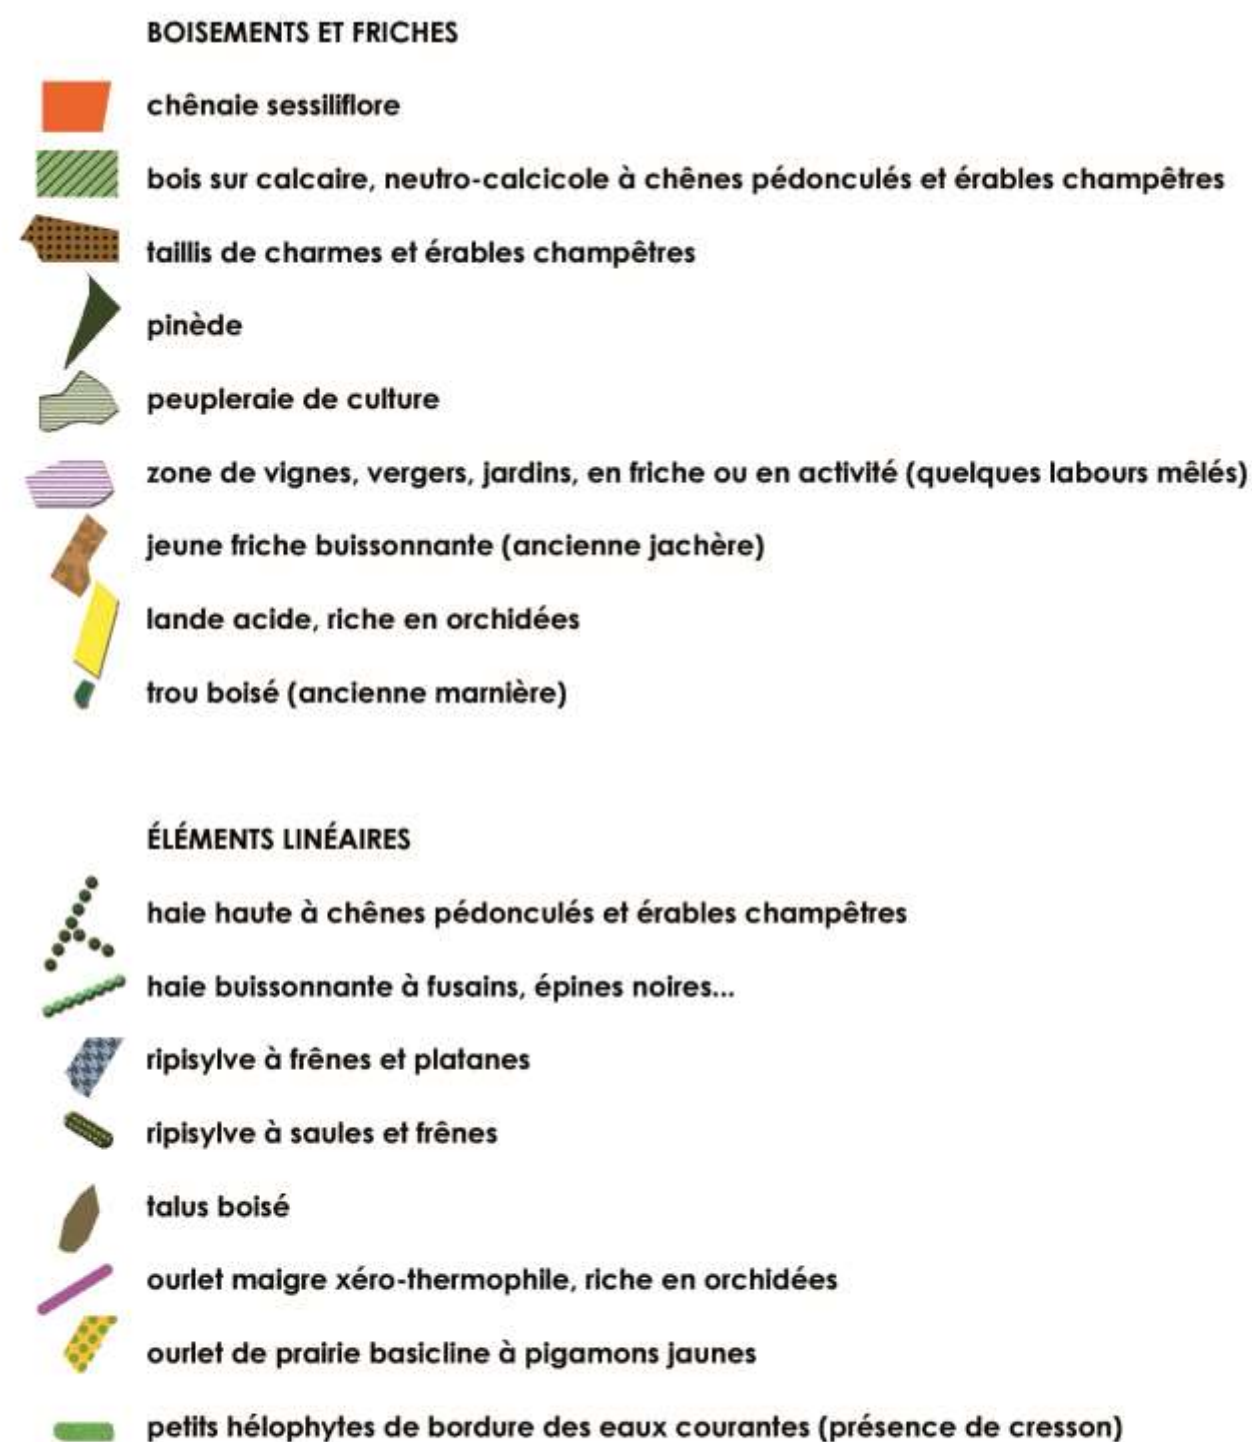 BOISEMENTS ET FRICHES
chênaie sessiliflore
bois sur calcaire, neutro-calcicole à chênes pédonculés et érables champêtres
taillis de charmes et érables champêtres
pinède
peupleraie de culture
zone de vignes, vergers, jardins, en friche ou en activité (quelques labours mêlés)
jeune friche buissonnante (ancienne jachère)
lande acide, riche en orchidées
trou boisé (ancienne marnière)
ÉLÉMENTS LINÉAIRES
haie haute à chênes pédonculés et érables champêtres
haie buissonnante à fusains, épines noires...
ripisylve à frênes et platanes
ripisylve à saules et frênes
talus boisé
ourlet maigre xéro-thermophile, riche en orchidées
ourlet de prairie basicline à pigamons jaunes
petits hélophytes de bordure des eaux courantes (présence de cresson)